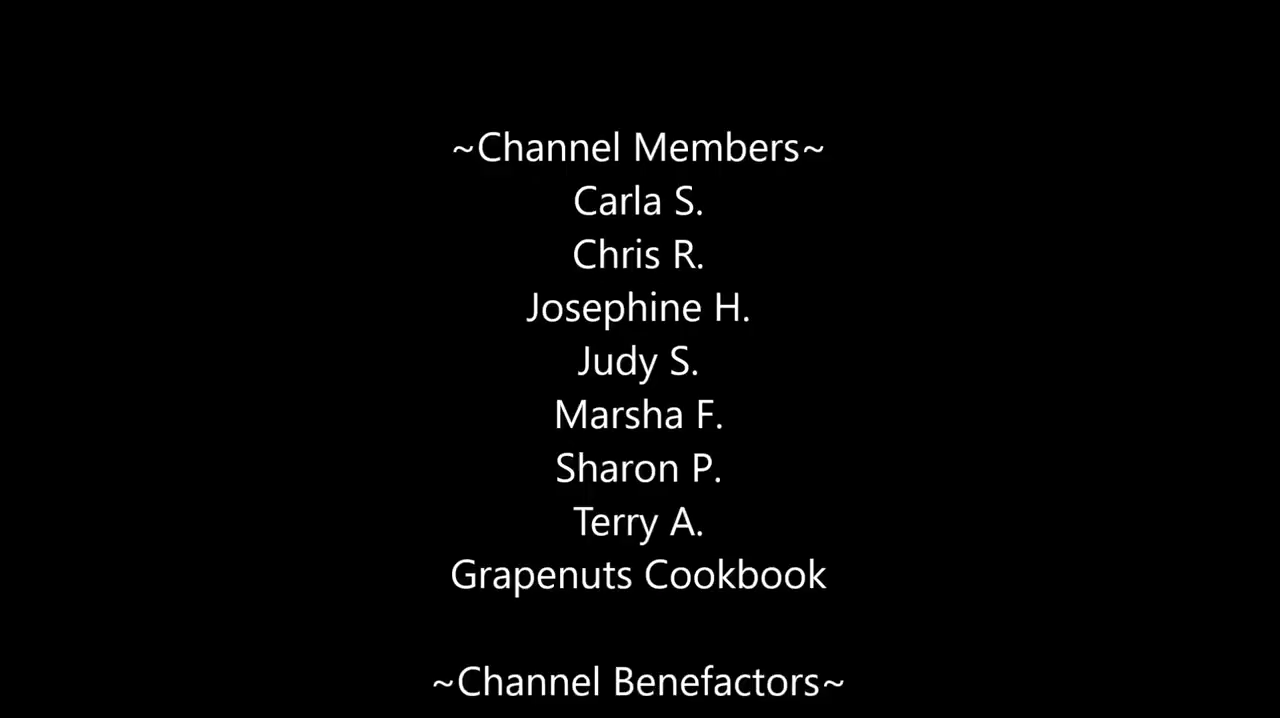 ~Channel Members~
Carla S.
Chris R.
Josephine H.
Judy S.
Marsha F.
Sharon P.
Terry A.
Grapenuts Cookbook
~Channel Benefactors~